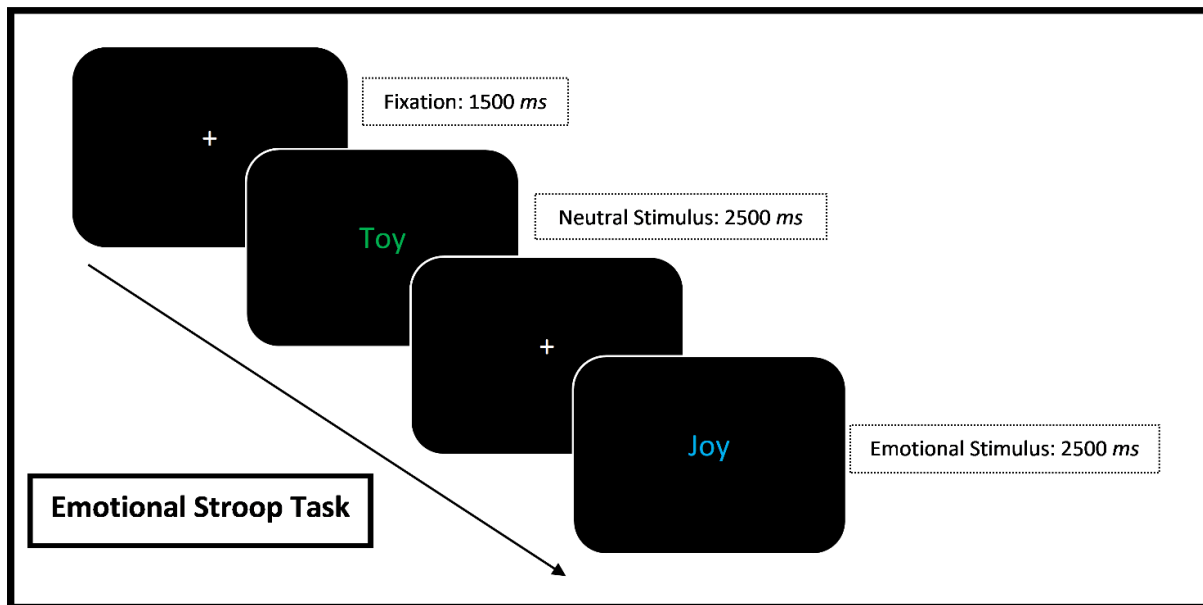 +
Fixation: 1500 ms
Toy
Neutral Stimulus: 2500 ms
+
Joy
Emotional Stimulus: 2500 ms
Emotional Stroop Task